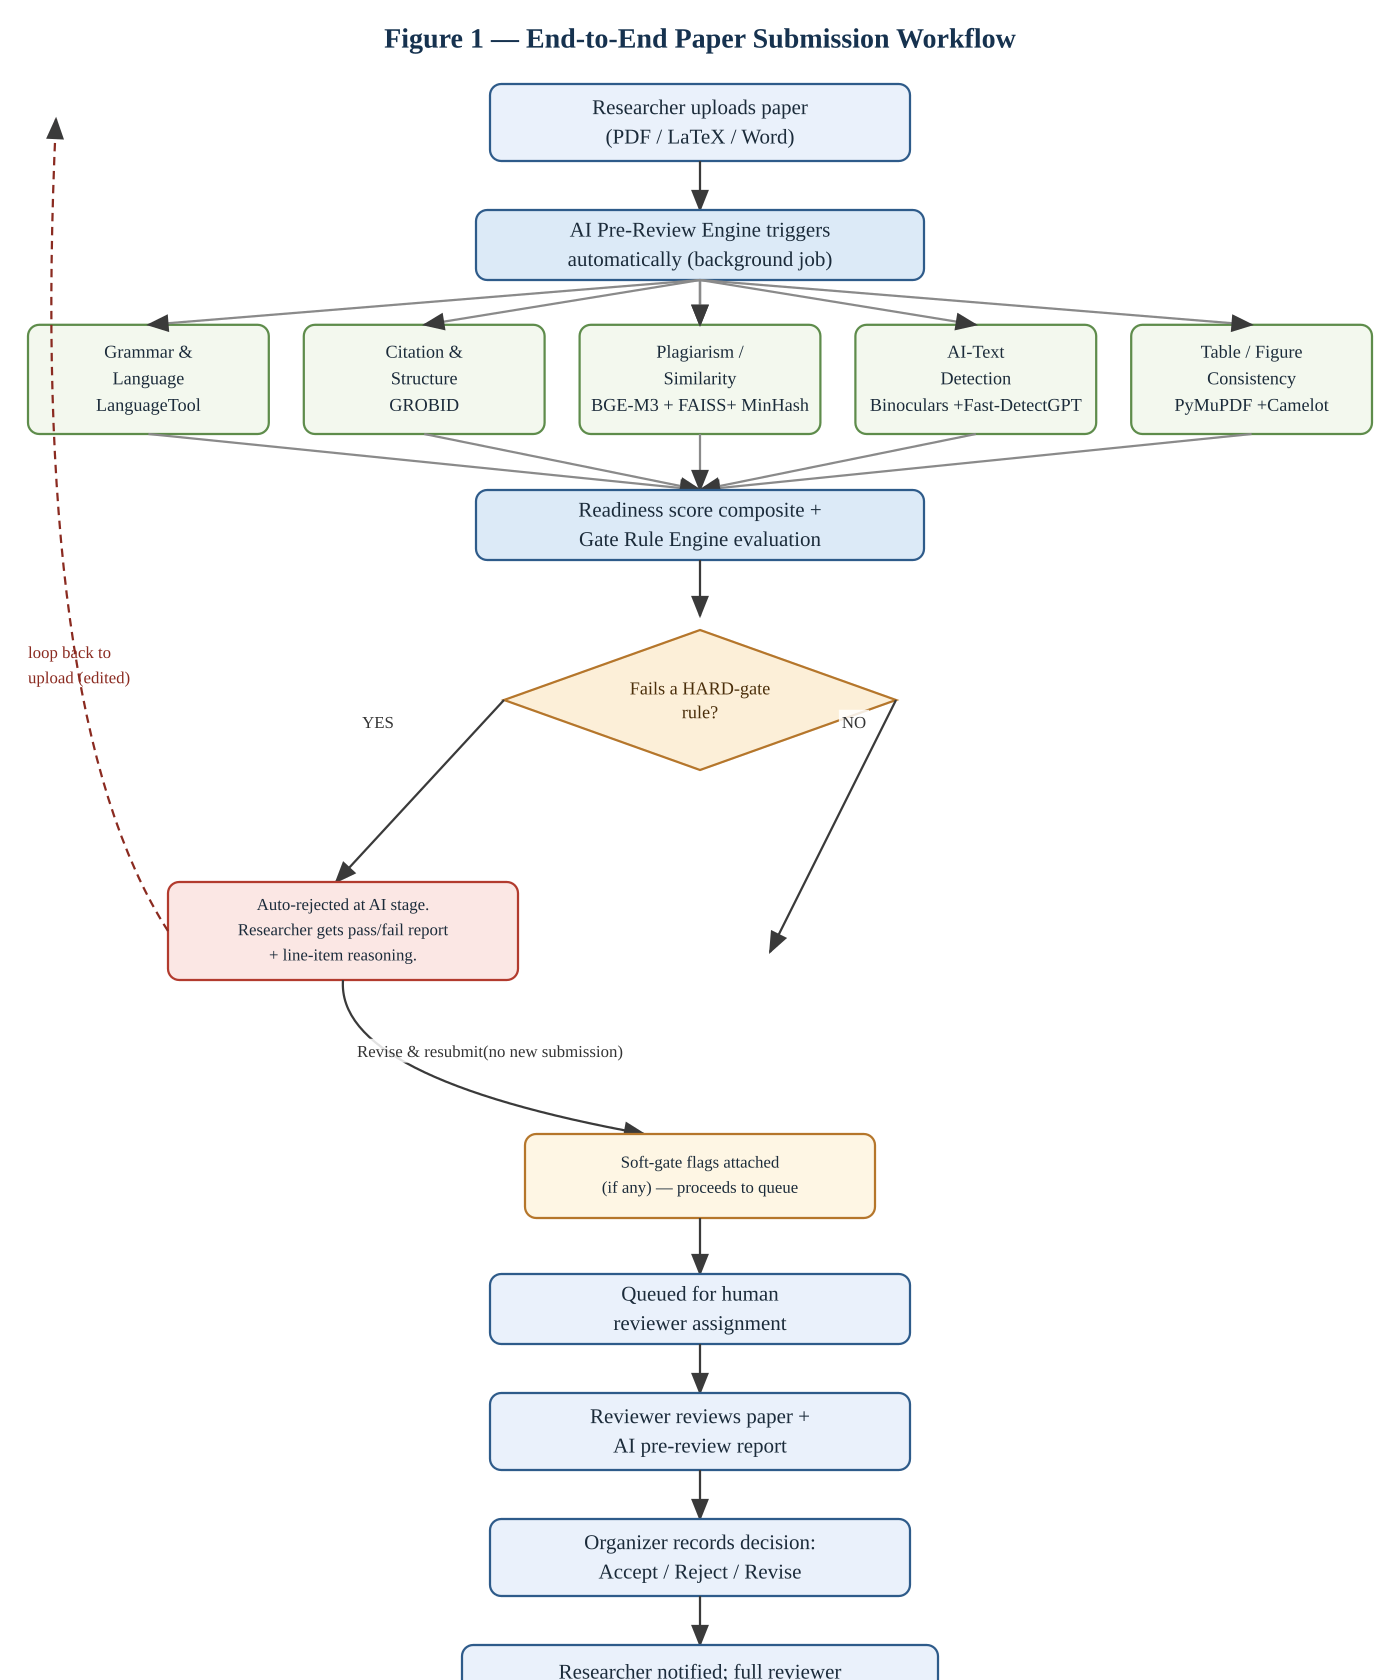 Figure 1 — End-to-End Paper Submission Workflow
Researcher uploads paper
(PDF / LaTeX / Word)
AI Pre-Review Engine triggers
automatically (background job)
Grammar &
Language
LanguageTool
Citation &
Structure
GROBID
Plagiarism /
Similarity
BGE-M3 + FAISS+ MinHash
AI-Text
Detection
Binoculars +Fast-DetectGPT
Table / Figure
Consistency
PyMuPDF +Camelot
Readiness score composite +
Gate Rule Engine evaluation
loop back to
upload (edited)
Fails a HARD-gate
rule?
YES
NO
Auto-rejected at AI stage.
Researcher gets pass/fail report
+ line-item reasoning.
Revise & resubmit(no new submission)
Soft-gate flags attached
(if any) — proceeds to queue
Queued for human
reviewer assignment
Reviewer reviews paper +
AI pre-review report
Organizer records decision:
Accept / Reject / Revise
Researcher notified; full reviewer